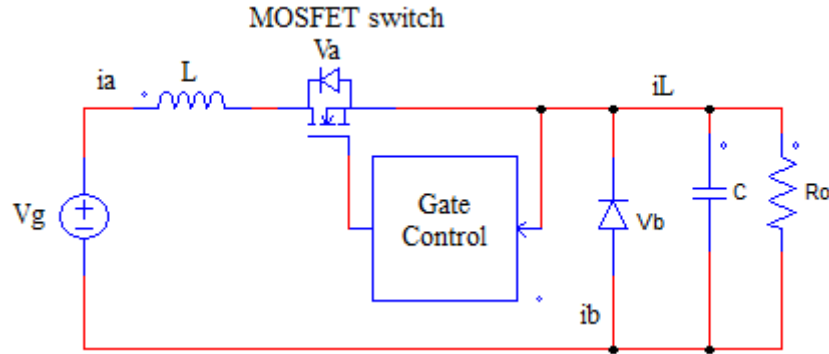 MOSFET switch
Va
ia
L
iL
Vg
Gate
Control
Vb
C
Ro
ib